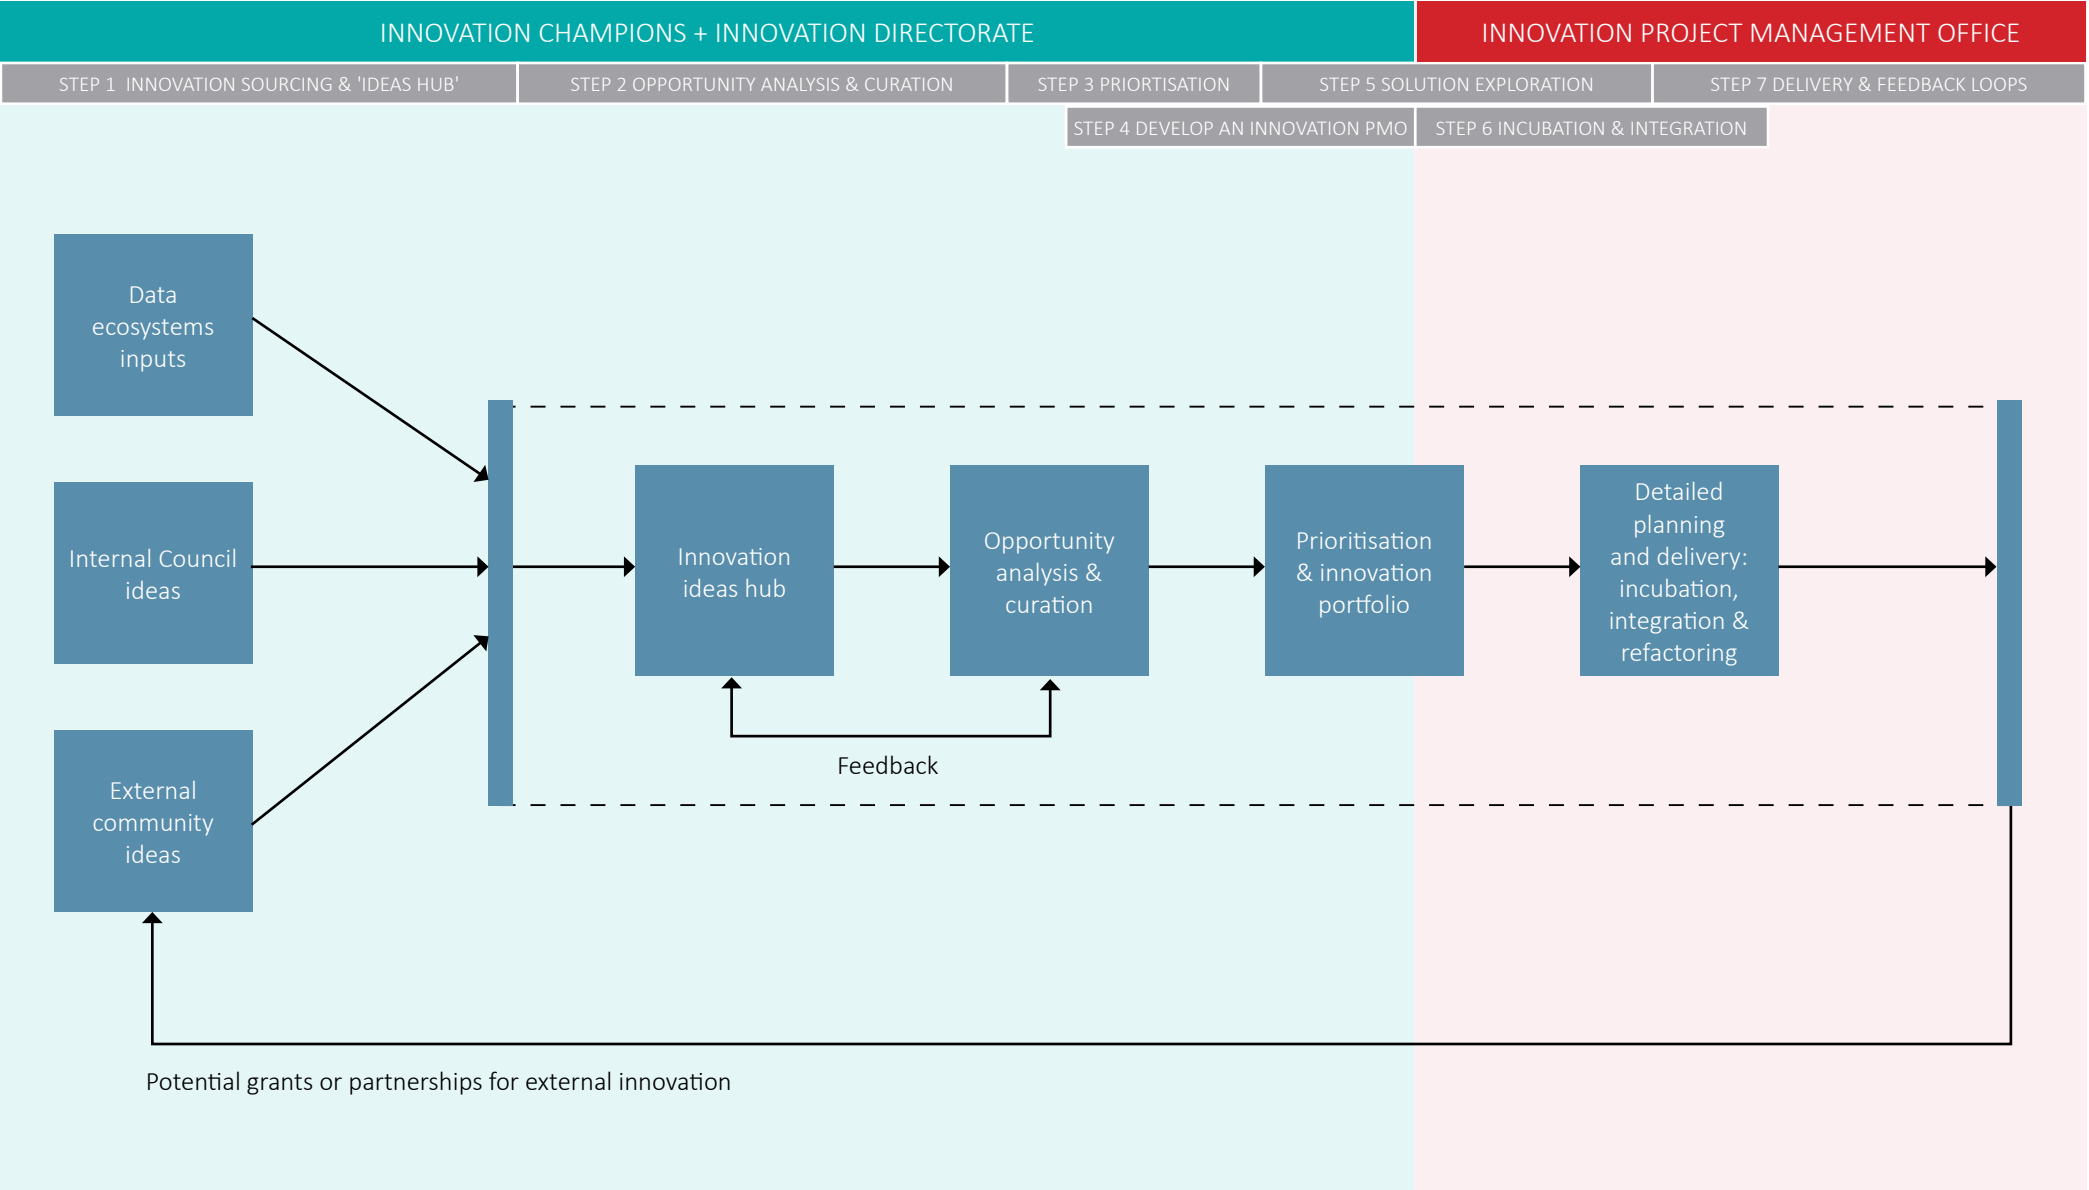 INNOVATION CHAMPIONS + INNOVATION DIRECTORATE
INNOVATION PROJECT MANAGEMENT OFFICE
STEP 1 INNOVATION SOURCING & 'IDEAS HUB'
STEP 2 OPPORTUNITY ANALYSIS & CURATION
STEP 3 PRIORTISATION
STEP 5 SOLUTION EXPLORATION
STEP 7 DELIVERY & FEEDBACK LOOPS
STEP 4 DEVELOP AN INNOVATION PMO
STEP 6 INCUBATION & INTEGRATION
Data
ecosystems
inputs
Internal Council
ideas
External
community
ideas
Innovation
ideas hub
Opportunity
analysis &
curation
Prioritisation
& innovation
portfolio
Detailed
planning
and delivery:
incubation,
integration &
refactoring
Feedback
Potential grants or partnerships for external innovation